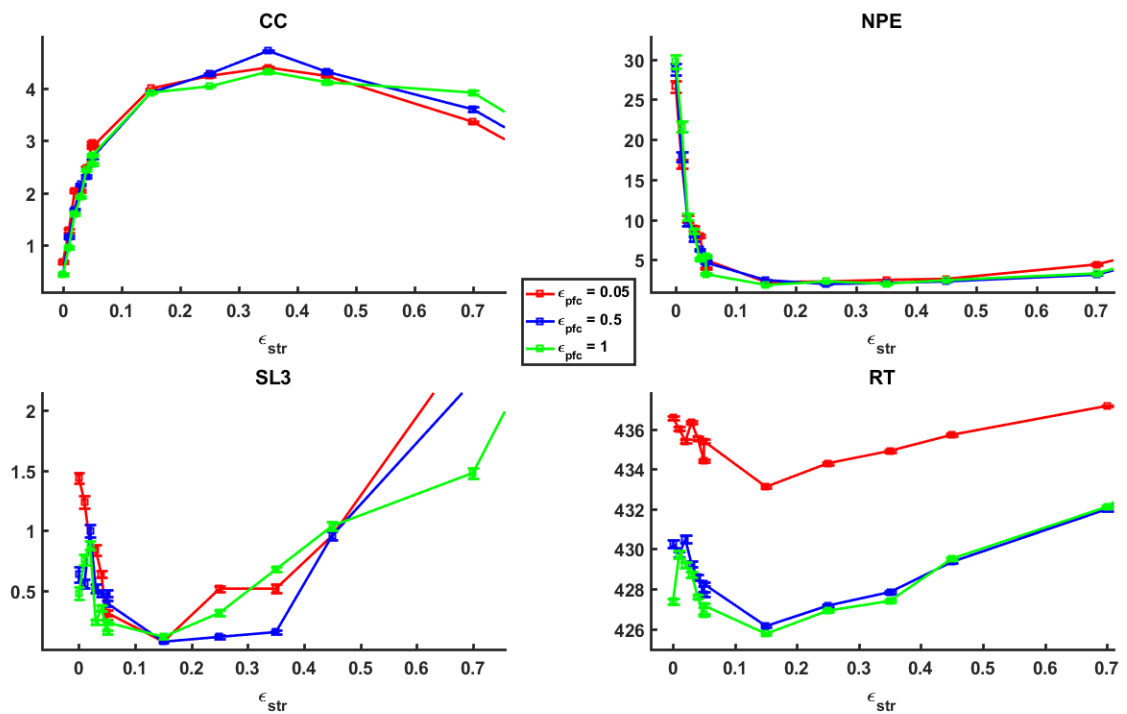 CC
4
3
2
1
0 0.1 0.2 0.3 0.4 0.5 0.6 0.7
ϵstr
NPE
30
25
20
15
10
5
0 0.1 0.2 0.3 0.4 0.5 0.6 0.7
ϵstr
ϵpfc = 0.05
ϵpfc = 0.5
ϵpfc = 1
SL3
2
1.5
1
0.5
0 0.1 0.2 0.3 0.4 0.5 0.6 0.7
ϵstr
RT
436
434
432
430
428
426
0 0.1 0.2 0.3 0.4 0.5 0.6 0.7
ϵstr